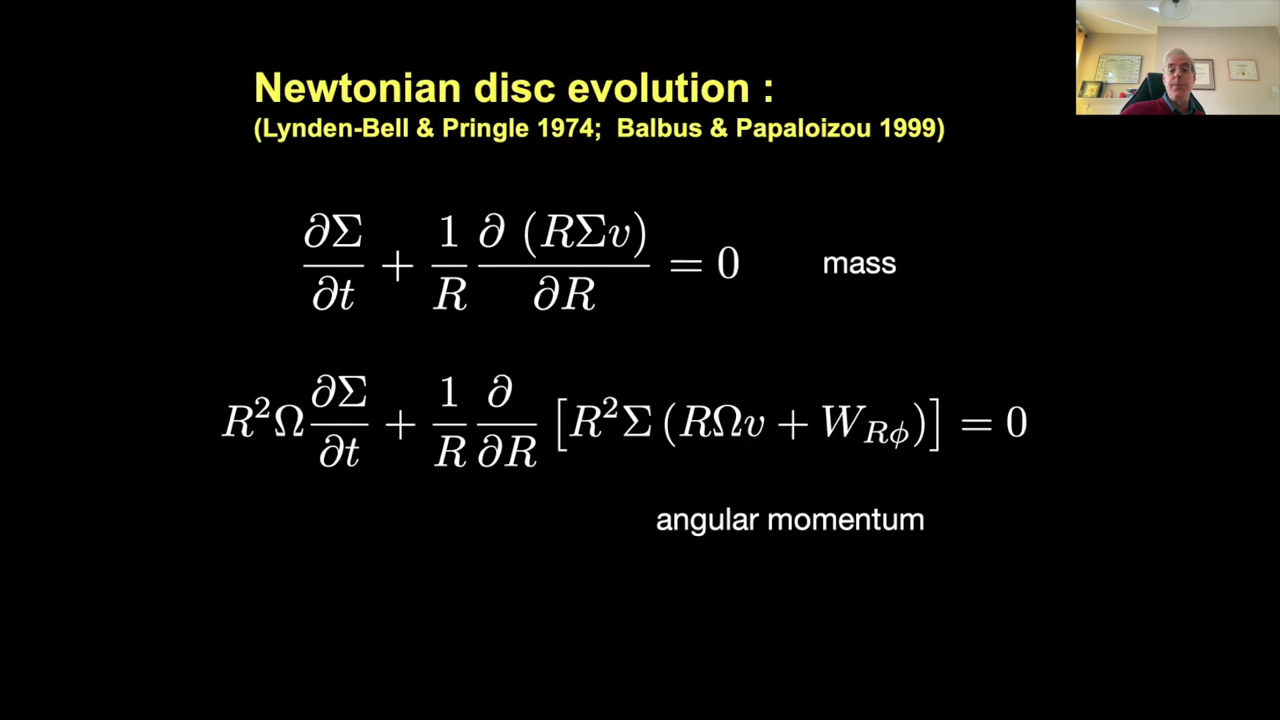 Newtonian disc evolution :
(Lynden-Bell & Pringle 1974;  Balbus & Papaloizou 1999)
∂Σ/∂t + 1/R ∂ (RΣv)/∂R = 0 mass
R²Ω ∂Σ/∂t + 1/R ∂/∂R [R²Σ (RΩv + W_{Rϕ})] = 0
angular momentum